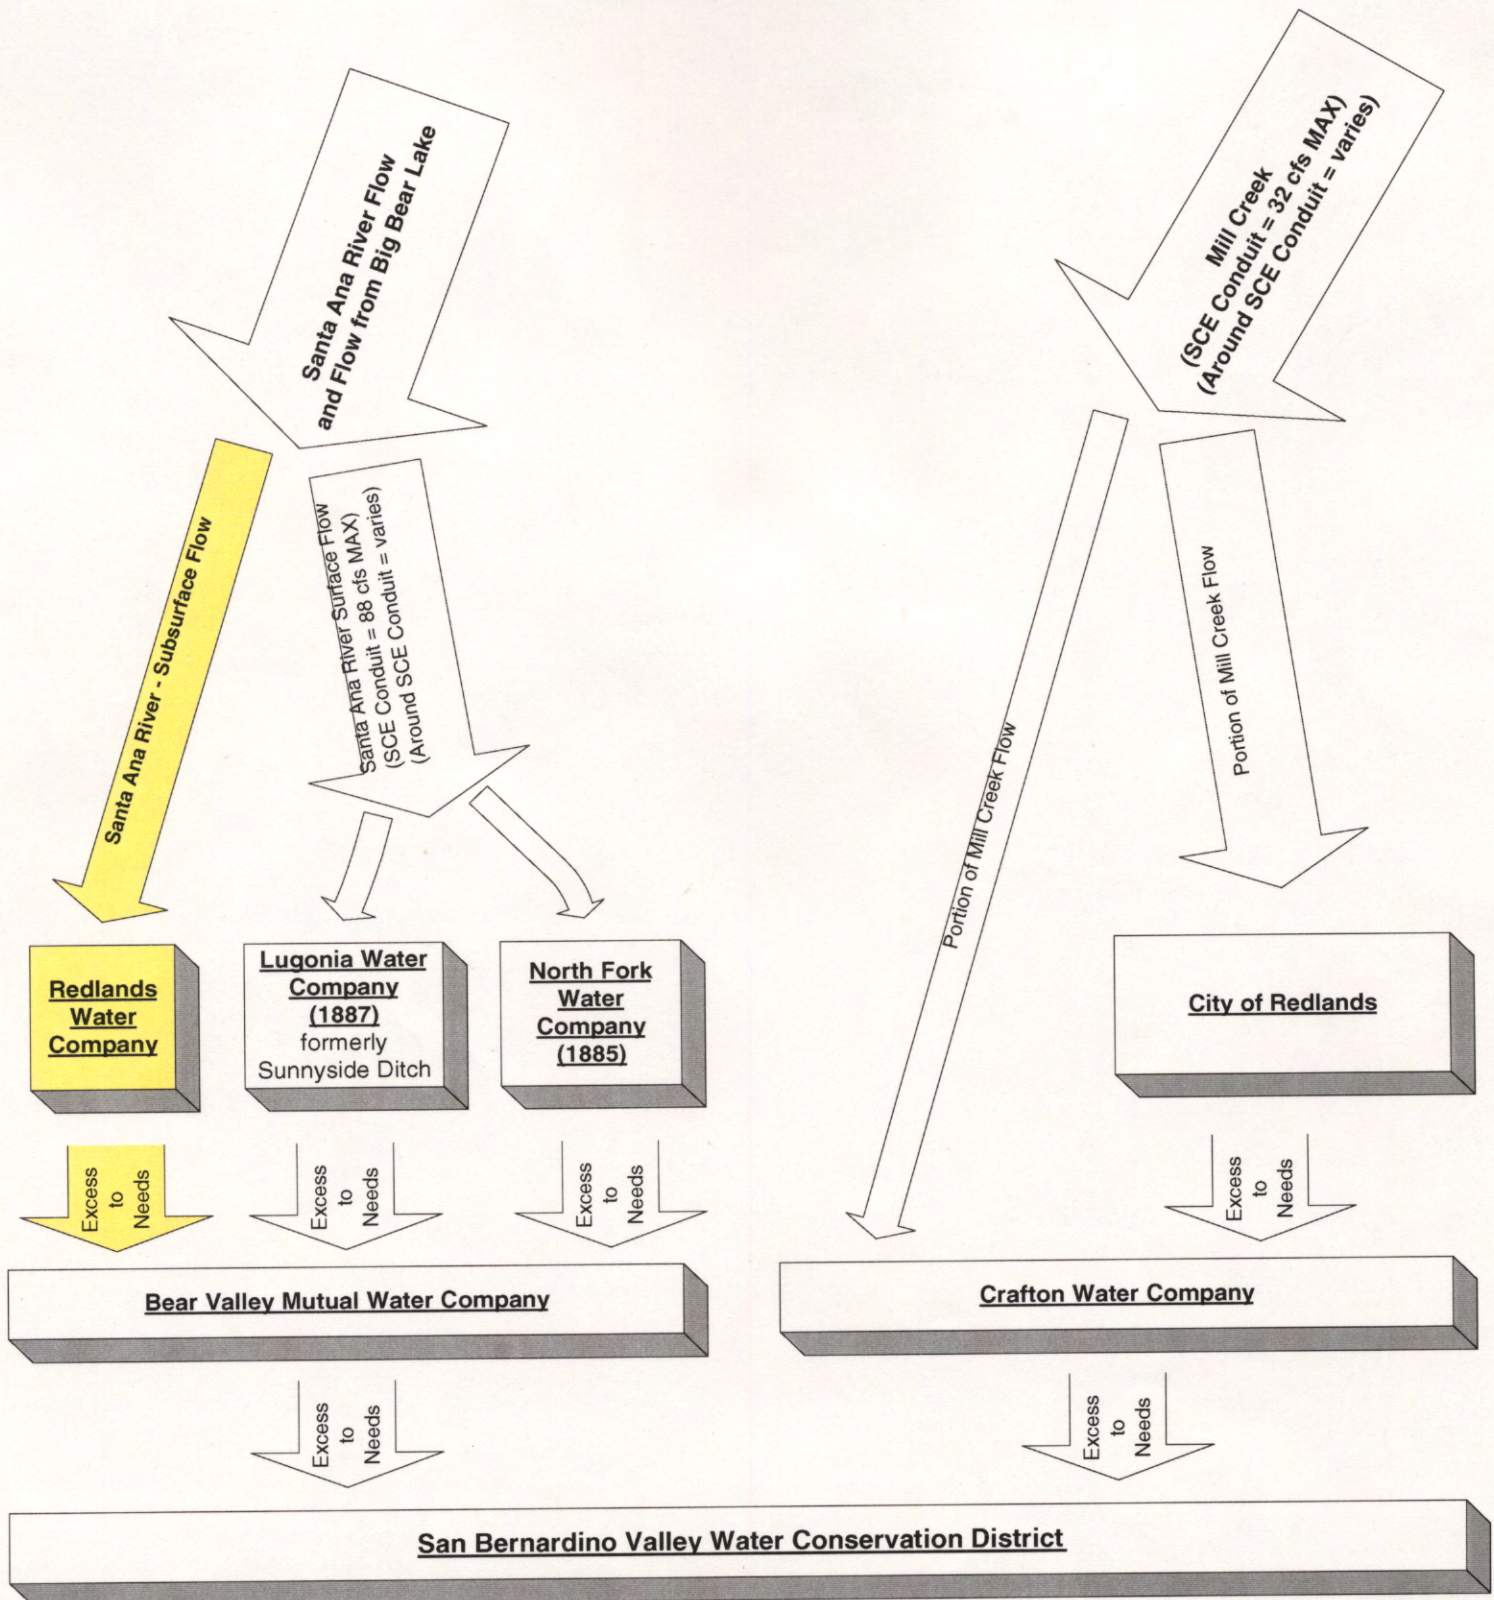 Santa Ana River Flow
and Flow from Big Bear Lake
Mill Creek
(SCE Conduit = 32 cfs MAX)
(Around SCE Conduit = varies)
Santa Ana River - Subsurface Flow
Santa Ana River Surface Flow
(SCE Conduit = 88 cfs MAX)
(Around SCE Conduit = varies)
Portion of Mill Creek Flow
Portion of Mill Creek Flow
Redlands
Water
Company
Lugonia Water
Company
(1887)
formerly
Sunnyside Ditch
North Fork
Water
Company
(1885)
City of Redlands
Excess
to
Needs
Excess
to
Needs
Excess
to
Needs
Excess
to
Needs
Bear Valley Mutual Water Company
Crafton Water Company
Excess
to
Needs
Excess
to
Needs
San Bernardino Valley Water Conservation District